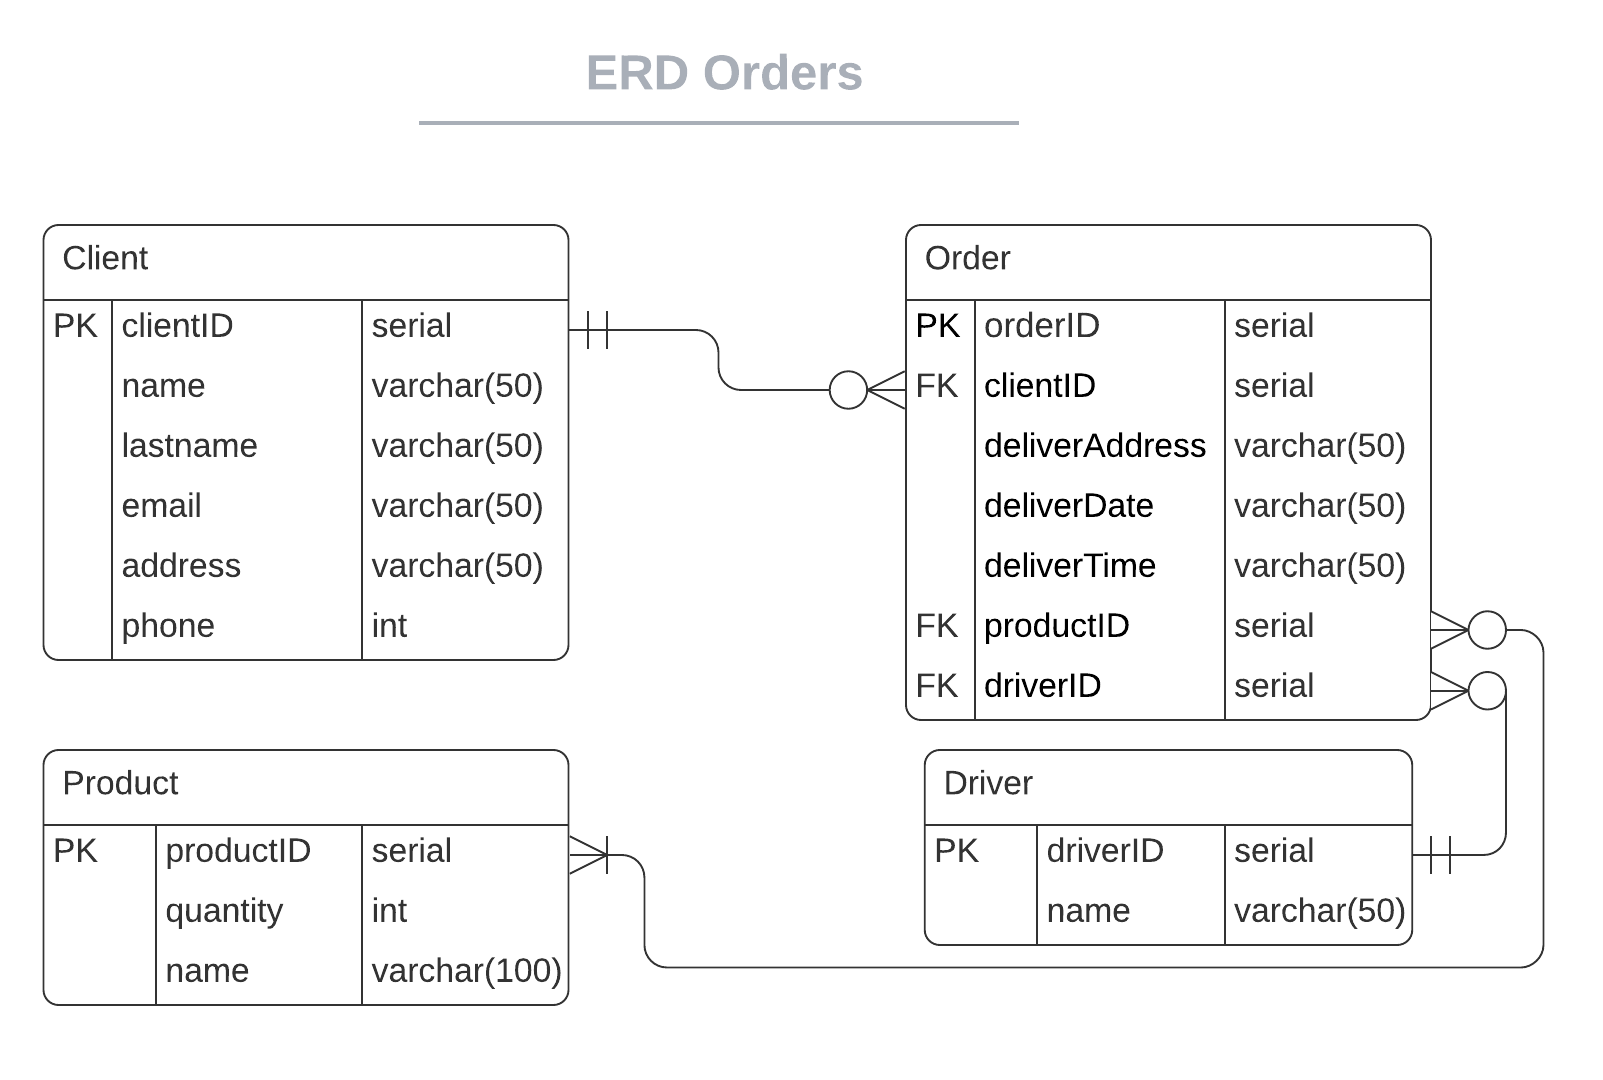 ERD Orders
Client
PK clientID serial
name varchar(50)
lastname varchar(50)
email varchar(50)
address varchar(50)
phone int
Order
PK orderID serial
FK clientID serial
deliverAddress varchar(50)
deliverDate varchar(50)
deliverTime varchar(50)
FK productID serial
FK driverID serial
Product
PK productID serial
quantity int
name varchar(100)
Driver
PK driverID serial
name varchar(50)